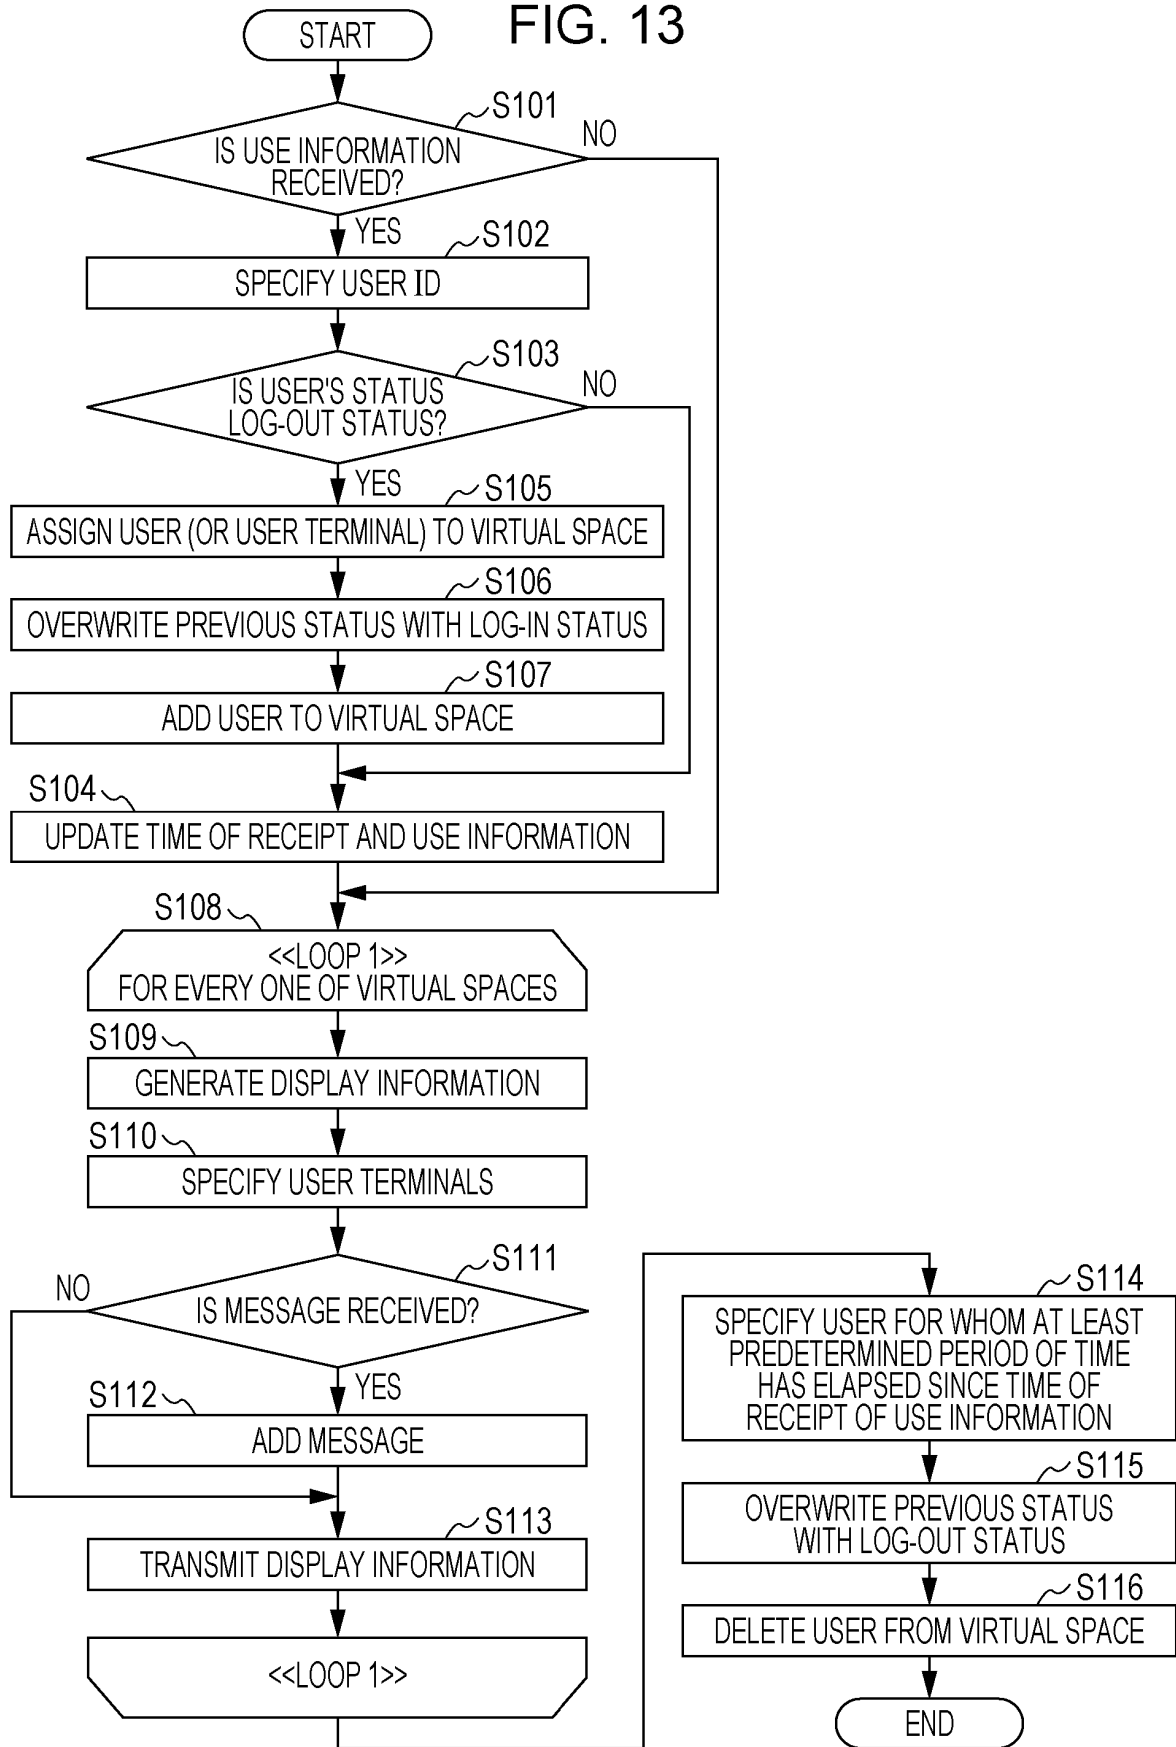 FIG. 13
START
S101
IS USE INFORMATION
RECEIVED?
NO
YES
S102
SPECIFY USER ID
S103
IS USER'S STATUS
LOG-OUT STATUS?
NO
YES
S105
ASSIGN USER (OR USER TERMINAL) TO VIRTUAL SPACE
S106
OVERWRITE PREVIOUS STATUS WITH LOG-IN STATUS
S107
ADD USER TO VIRTUAL SPACE
S104
UPDATE TIME OF RECEIPT AND USE INFORMATION
S108
<<LOOP 1>>
FOR EVERY ONE OF VIRTUAL SPACES
S109
GENERATE DISPLAY INFORMATION
S110
SPECIFY USER TERMINALS
S111
IS MESSAGE RECEIVED?
NO
YES
S112
ADD MESSAGE
S113
TRANSMIT DISPLAY INFORMATION
<<LOOP 1>>
S114
SPECIFY USER FOR WHOM AT LEAST
PREDETERMINED PERIOD OF TIME
HAS ELAPSED SINCE TIME OF
RECEIPT OF USE INFORMATION
S115
OVERWRITE PREVIOUS STATUS
WITH LOG-OUT STATUS
S116
DELETE USER FROM VIRTUAL SPACE
END